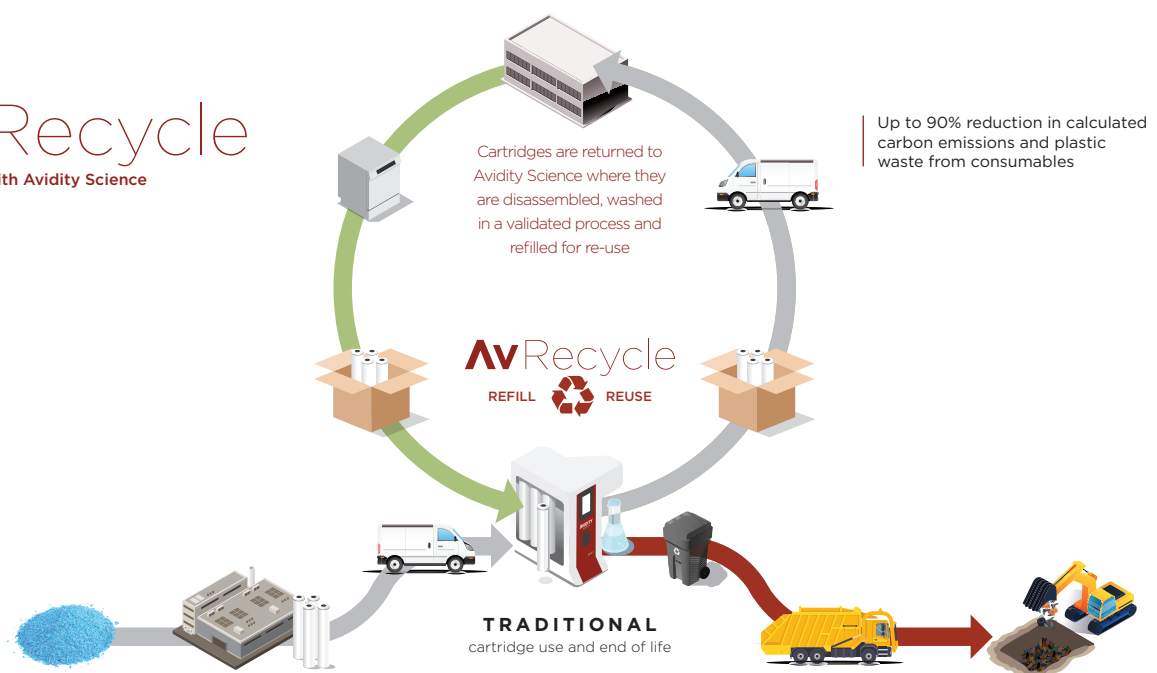 Recycle
ith Avidity Science
Up to 90% reduction in calculated
carbon emissions and plastic
waste from consumables
Cartridges are returned to
Avidity Science where they
are disassembled, washed
in a validated process and
refilled for re-use
AvRecycle
REFILL REUSE
TRADITIONAL
cartridge use and end of life